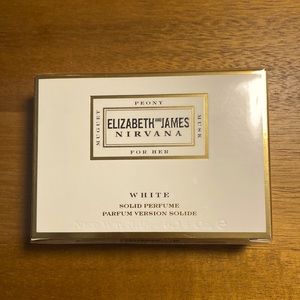 PEONY
MUGUET
ELIZABETH AND JAMES
NIRVANA
MUSK
FOR HER
WHITE
SOLID PERFUME
PARFUM VERSION SOLIDE